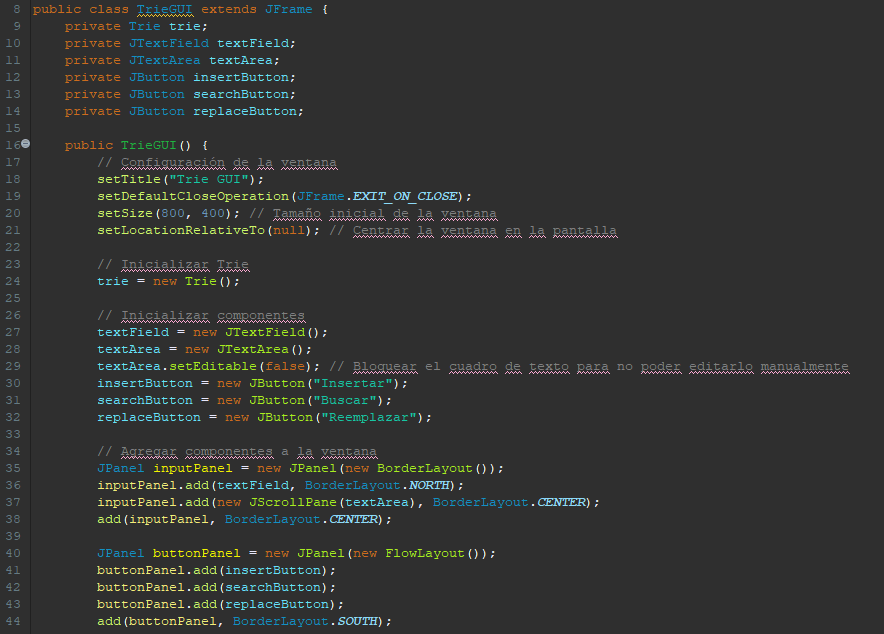 8 public class TrieGUI extends JFrame {
9 private Trie trie;
10 private JTextField textField;
11 private JTextArea textArea;
12 private JButton insertButton;
13 private JButton searchButton;
14 private JButton replaceButton;
15
16 public TrieGUI() {
17 // Configuración de la ventana
18 setTitle("Trie GUI");
19 setDefaultCloseOperation(JFrame.EXIT_ON_CLOSE);
20 setSize(800, 400); // Tamaño inicial de la ventana
21 setLocationRelativeTo(null); // Centrar la ventana en la pantalla
22
23 // Inicializar Trie
24 trie = new Trie();
25
26 // Inicializar componentes
27 textField = new JTextField();
28 textArea = new JTextArea();
29 textArea.setEditable(false); // Bloquear el cuadro de texto para no poder editarlo manualmente
30 insertButton = new JButton("Insertar");
31 searchButton = new JButton("Buscar");
32 replaceButton = new JButton("Reemplazar");
33
34 // Agregar componentes a la ventana
35 JPanel inputPanel = new JPanel(new BorderLayout());
36 inputPanel.add(textField, BorderLayout.NORTH);
37 inputPanel.add(new JScrollPane(textArea), BorderLayout.CENTER);
38 add(inputPanel, BorderLayout.CENTER);
39
40 JPanel buttonPanel = new JPanel(new FlowLayout());
41 buttonPanel.add(insertButton);
42 buttonPanel.add(searchButton);
43 buttonPanel.add(replaceButton);
44 add(buttonPanel, BorderLayout.SOUTH);